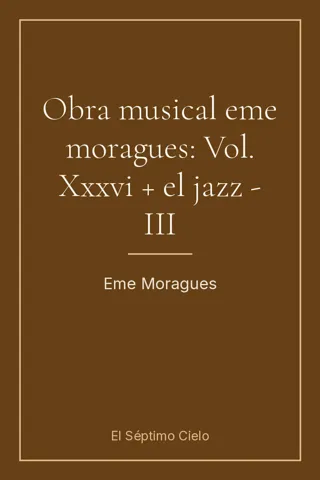 Obra musical eme
moragues: Vol.
Xxxvi + el jazz -
III
Eme Moragues
El Séptimo Cielo